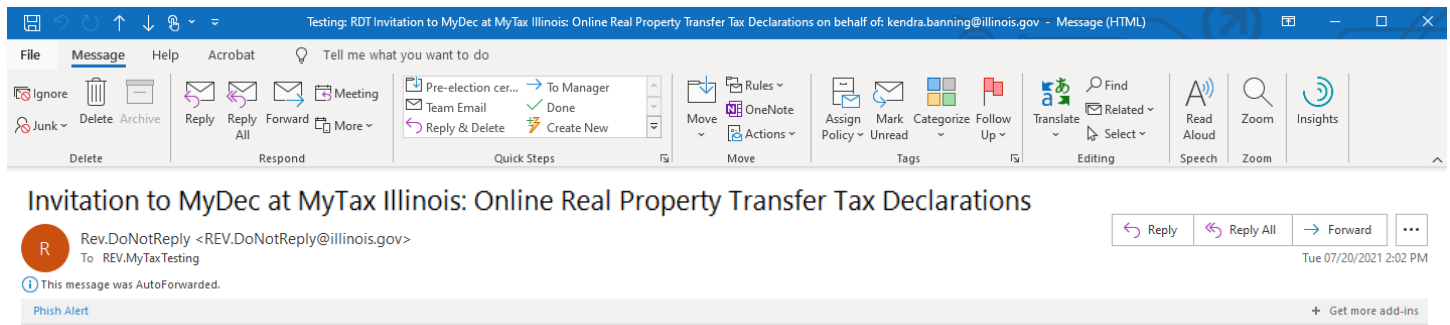 Testing: RDT Invitation to MyDec at MyTax Illinois: Online Real Property Transfer Tax Declarations on behalf of: kendra.banning@illinois.gov - Message (HTML)
File Message Help Acrobat Tell me what you want to do
Ignore
Junk
Delete
Archive
Delete
Reply
Reply All
Forward
Meeting
More
Respond
Pre-election cer... To Manager
Team Email Done
Reply & Delete Create New
Quick Steps
Move
Rules
OneNote
Actions
Move
Assign Policy
Mark Unread
Categorize
Follow Up
Tags
Translate
Find
Related
Select
Editing
Read Aloud
Speech
Zoom
Zoom
Insights
Invitation to MyDec at MyTax Illinois: Online Real Property Transfer Tax Declarations
R
Rev.DoNotReply <REV.DoNotReply@illinois.gov>
To REV.MyTaxTesting
Reply Reply All Forward ...
Tue 07/20/2021 2:02 PM
This message was AutoForwarded.
Phish Alert + Get more add-ins